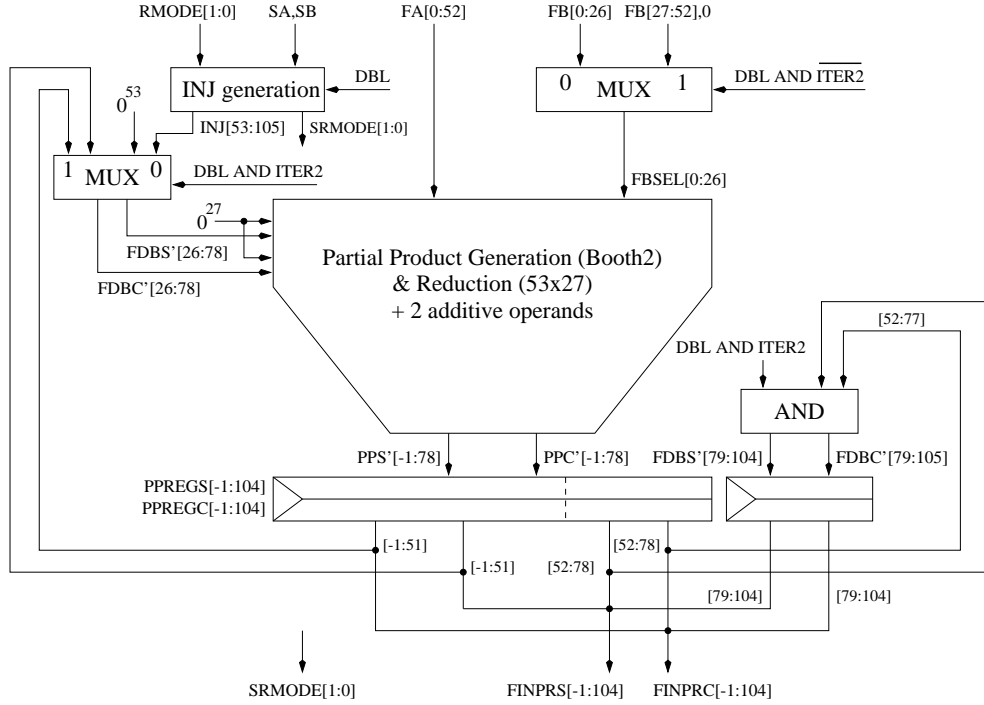 RMODE[1:0] SA,SB FA[0:52] FB[0:26] FB[27:52],0
DBL
INJ generation
0 MUX 1
DBL AND ITER2
0^53
INJ[53:105] SRMODE[1:0]
1 MUX 0
DBL AND ITER2
FBSEL[0:26]
0^27
FDBS'[26:78]
FDBC'[26:78]
Partial Product Generation (Booth2)
& Reduction (53x27)
+ 2 additive operands
[52:77]
DBL AND ITER2
AND
PPS'[-1:78] PPC'[-1:78] FDBS'[79:104] FDBC'[79:105]
PPREGS[-1:104]
PPREGC[-1:104]
[-1:51] [52:78]
[-1:51] [52:78]
[79:104] [79:104]
SRMODE[1:0] FINPRS[-1:104] FINPRC[-1:104]